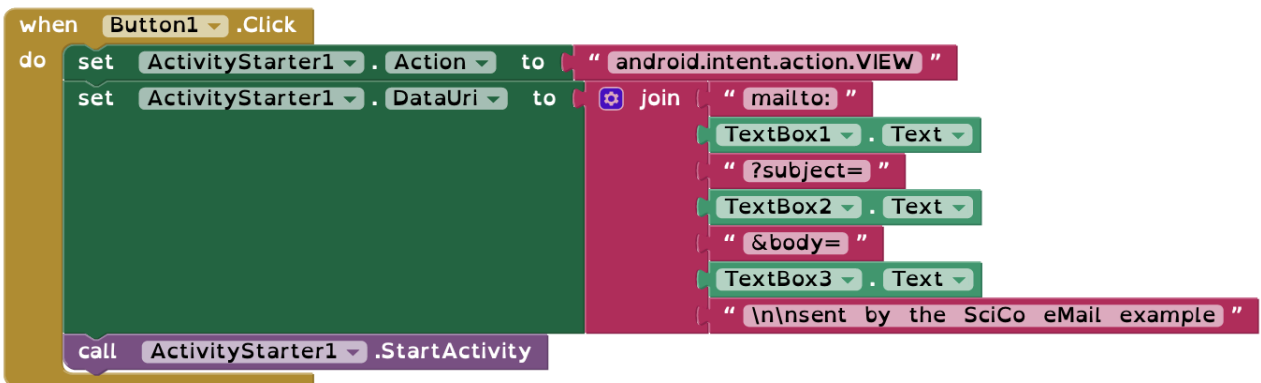 when Button1 .Click
do set ActivityStarter1 . Action to " android.intent.action.VIEW "
set ActivityStarter1 . DataUri to join " mailto: "
TextBox1 . Text
" ?subject= "
TextBox2 . Text
" &body= "
TextBox3 . Text
" \n\nsent by the SciCo eMail example "
call ActivityStarter1 .StartActivity